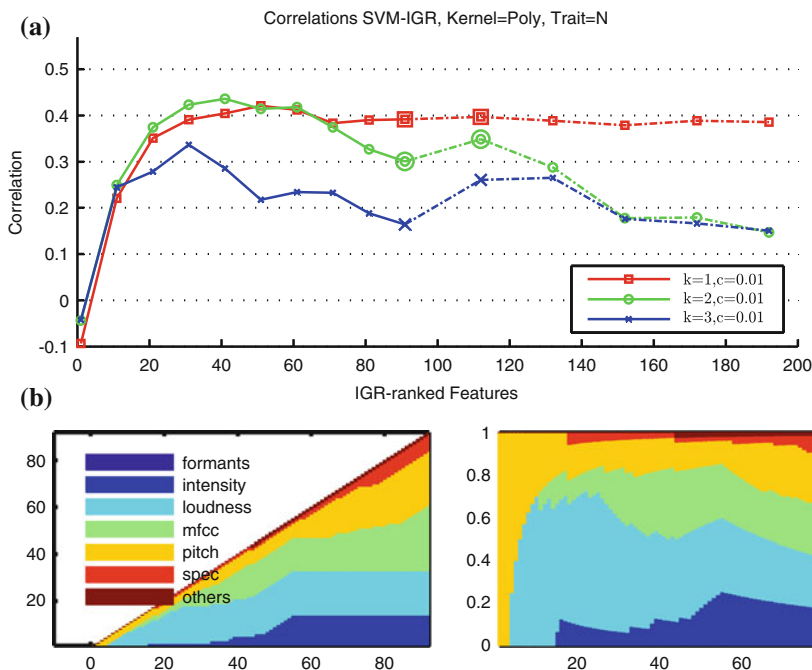 Correlations SVM-IGR, Kernel=Poly, Trait=N
(a)
0.5
0.4
0.3
0.2
0.1
0
-0.1
Correlation
k=1,c=0.01
k=2,c=0.01
k=3,c=0.01
0 20 40 60 80 100 120 140 160 180 200
IGR-ranked Features
(b)
80
60
40
20
formants
intensity
loudness
mfcc
pitch
spec
others
0 20 40 60 80
1
0.8
0.6
0.4
0.2
0
20 40 60